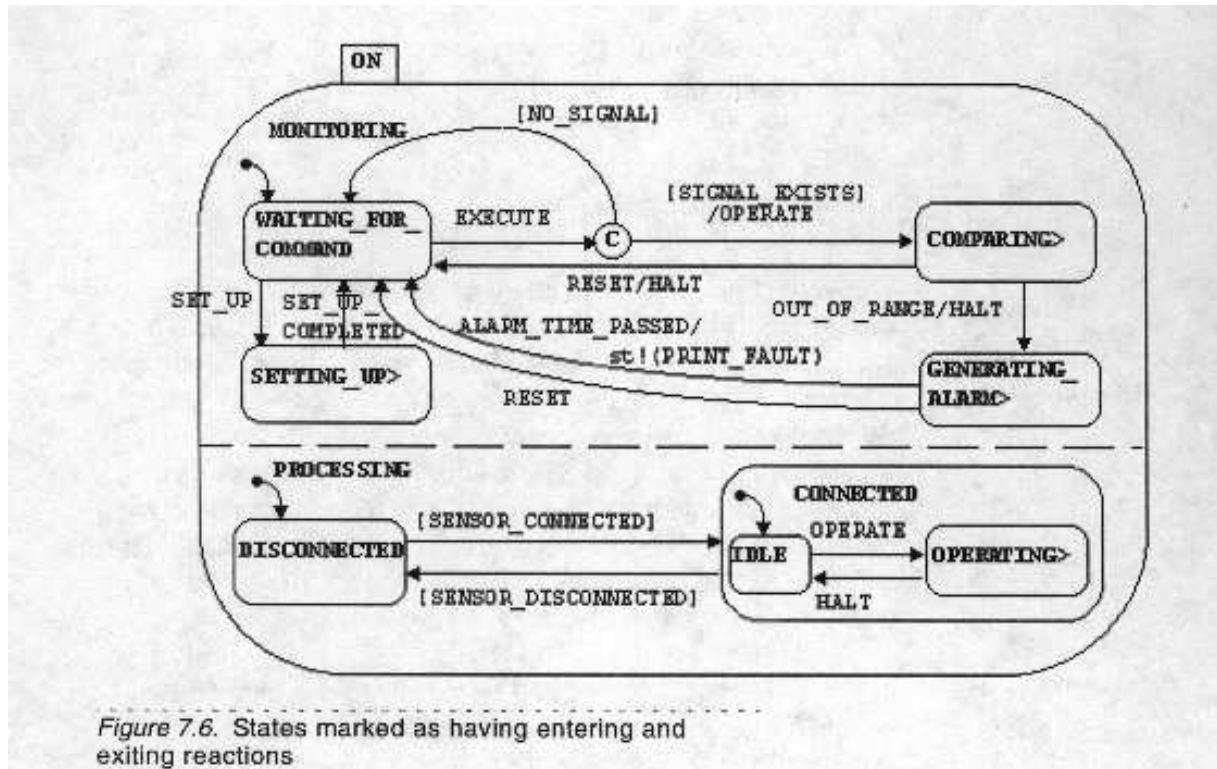 ON
[NO_SIGNAL]
MONITORING
[SIGNAL_EXISTS]
/OPERATE
WAITING_FOR_
COMMAND
EXECUTE
C
COMPARING>
RESET/HALT
SET_UP
SET_UP_
COMPLETED
OUT_OF_RANGE/HALT
ALARM_TIME_PASSED/
st!(PRINT_FAULT)
SETTING_UP>
RESET
GENERATING_
ALARM>
PROCESSING
CONNECTED
[SENSOR_CONNECTED]
OPERATE
DISCONNECTED
IDLE
OPERATING>
[SENSOR_DISCONNECTED]
HALT
Figure 7.6. States marked as having entering and
exiting reactions